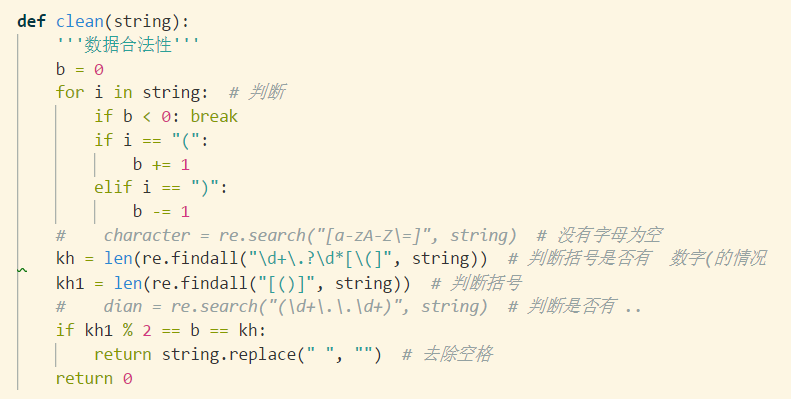 def clean(string):
    '''数据合法性'''
    b = 0
    for i in string:  # 判断
        if b < 0: break
        if i == "(":
            b += 1
        elif i == ")":
            b -= 1
    #    character = re.search("[a-zA-Z\=]", string)  # 没有字母为空
    kh = len(re.findall("\d+\.?\d*[\(]", string))  # 判断括号是否有  数字(的情况
    kh1 = len(re.findall("[()]", string))  # 判断括号
    #    dian = re.search("(\d+\.\.\d+)", string)  # 判断是否有 ..
    if kh1 % 2 == b == kh:
        return string.replace(" ", "")  # 去除空格
    return 0